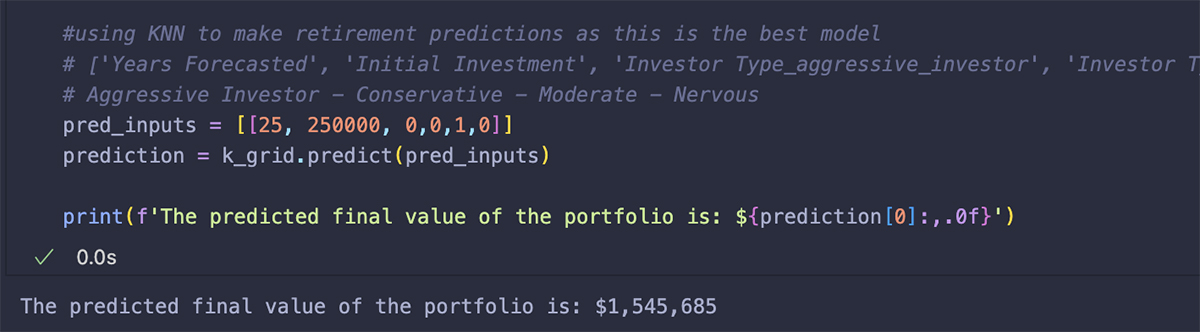 #using KNN to make retirement predictions as this is the best model
# ['Years Forecasted', 'Initial Investment', 'Investor Type_aggressive_investor', 'Investor T
# Aggressive Investor – Conservative – Moderate – Nervous
pred_inputs = [[25, 250000, 0,0,1,0]]
prediction = k_grid.predict(pred_inputs)
print(f'The predicted final value of the portfolio is: ${prediction[0]:,.0f}')
✓ 0.0s
The predicted final value of the portfolio is: $1,545,685